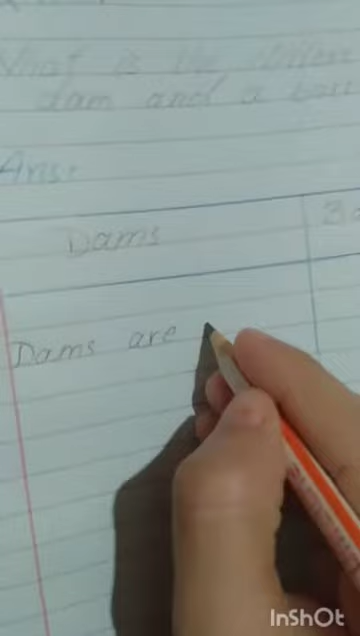 What is the
dam and a
Ans:
Dams
Dams are
InShOt